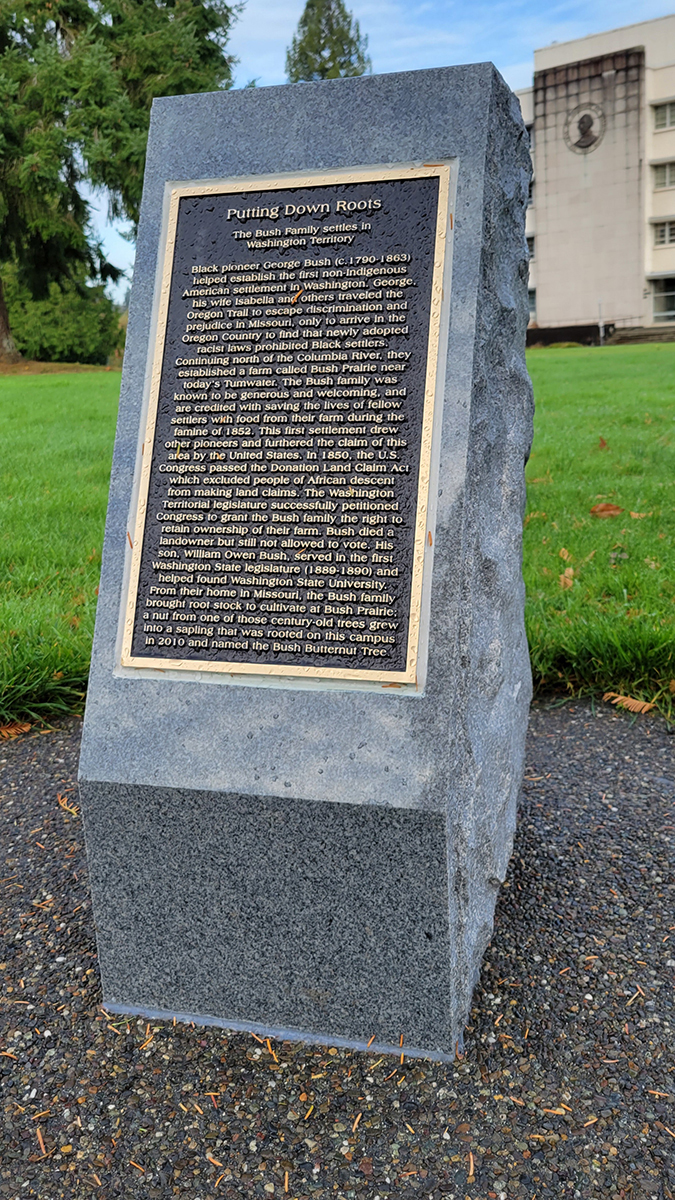 Putting Down Roots
The Bush Family settles in
Washington Territory
Black pioneer George Bush (c.1790-1863)
helped establish the first non-Indigenous
American settlement in Washington. George,
his wife Isabella and others traveled the
Oregon Trail to escape discrimination and
prejudice in Missouri, only to arrive in the
Oregon Country to find that newly adopted
racist laws prohibited Black settlers.
Continuing north of the Columbia River, they
established a farm called Bush Prairie near
today's Tumwater. The Bush family was
known to be generous and welcoming, and
are credited with saving the lives of fellow
settlers with food from their farm during the
famine of 1852. This first settlement drew
other pioneers and furthered the claim of this
area by the United States. In 1850, the U.S.
Congress passed the Donation Land Claim Act
which excluded people of African descent
from making land claims. The Washington
Territorial legislature successfully petitioned
Congress to grant the Bush family the right to
retain ownership of their farm. Bush died a
landowner but still not allowed to vote. His
son, William Owen Bush, served in the first
Washington State legislature (1889-1890) and
helped found Washington State University.
From their home in Missouri, the Bush family
brought root stock to cultivate at Bush Prairie;
a nut from one of those century-old trees grew
into a sapling that was rooted on this campus
in 2010 and named the Bush Butternut Tree.